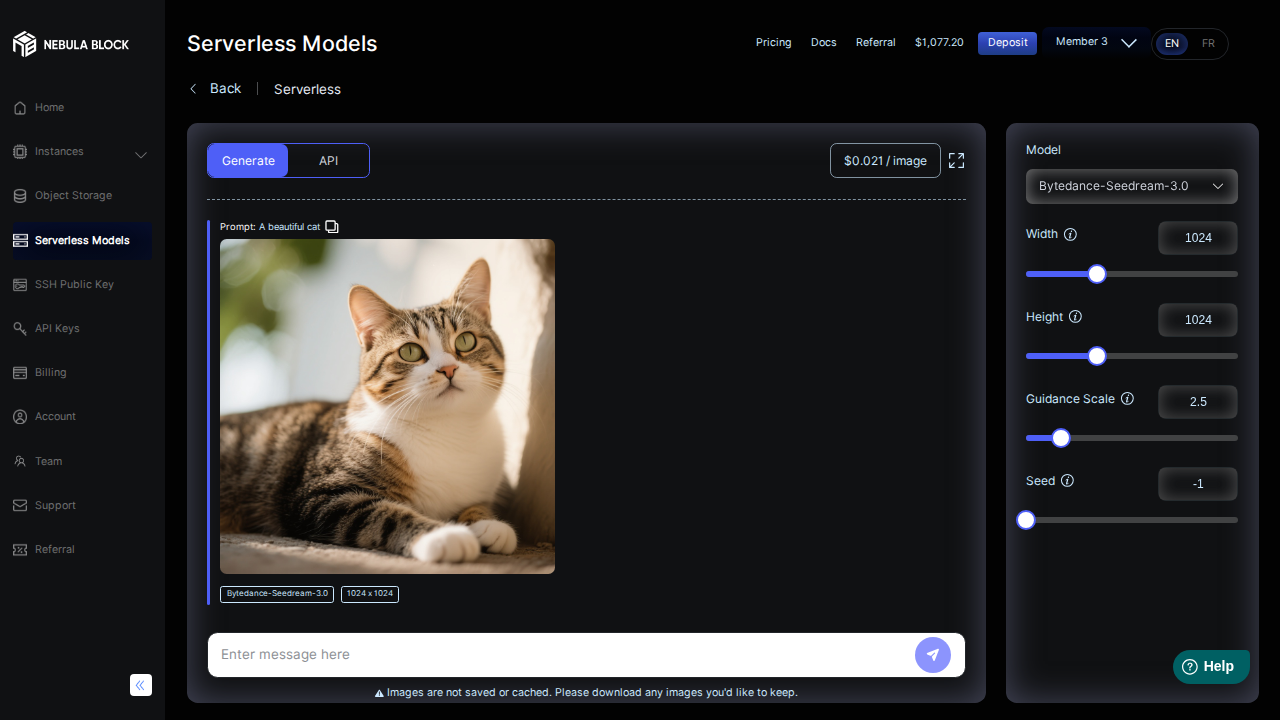 NEBULA BLOCK
Serverless Models
Pricing
Docs
Referral
$1,077.20
Deposit
Member 3
EN
FR
Back
Serverless
Home
Instances
Object Storage
Serverless Models
SSH Public Key
API Keys
Billing
Account
Team
Support
Referral
Generate
API
$0.021 / image
Prompt: A beautiful cat
Bytedance-Seedream-3.0
1024 x 1024
Enter message here
Images are not saved or cached. Please download any images you'd like to keep.
Model
Bytedance-Seedream-3.0
Width
1024
Height
1024
Guidance Scale
2.5
Seed
-1
Help